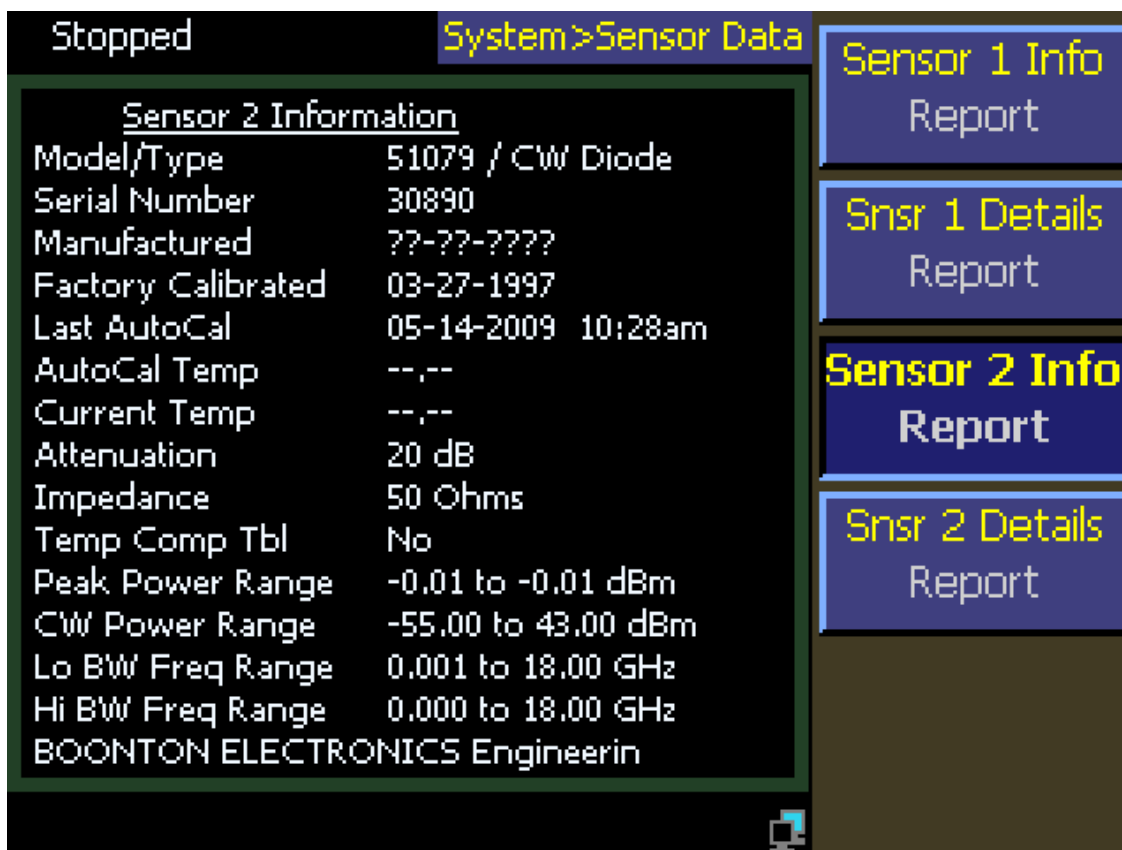 Stopped
System>Sensor Data
Sensor 2 Information
Model/Type 51079 / CW Diode
Serial Number 30890
Manufactured ??-??-????
Factory Calibrated 03-27-1997
Last AutoCal 05-14-2009 10:28am
AutoCal Temp --.--
Current Temp --.--
Attenuation 20 dB
Impedance 50 Ohms
Temp Comp Tbl No
Peak Power Range -0.01 to -0.01 dBm
CW Power Range -55.00 to 43.00 dBm
Lo BW Freq Range 0.001 to 18.00 GHz
Hi BW Freq Range 0.000 to 18.00 GHz
BOONTON ELECTRONICS Engineerin
Sensor 1 Info
Report
Snsr 1 Details
Report
Sensor 2 Info
Report
Snsr 2 Details
Report